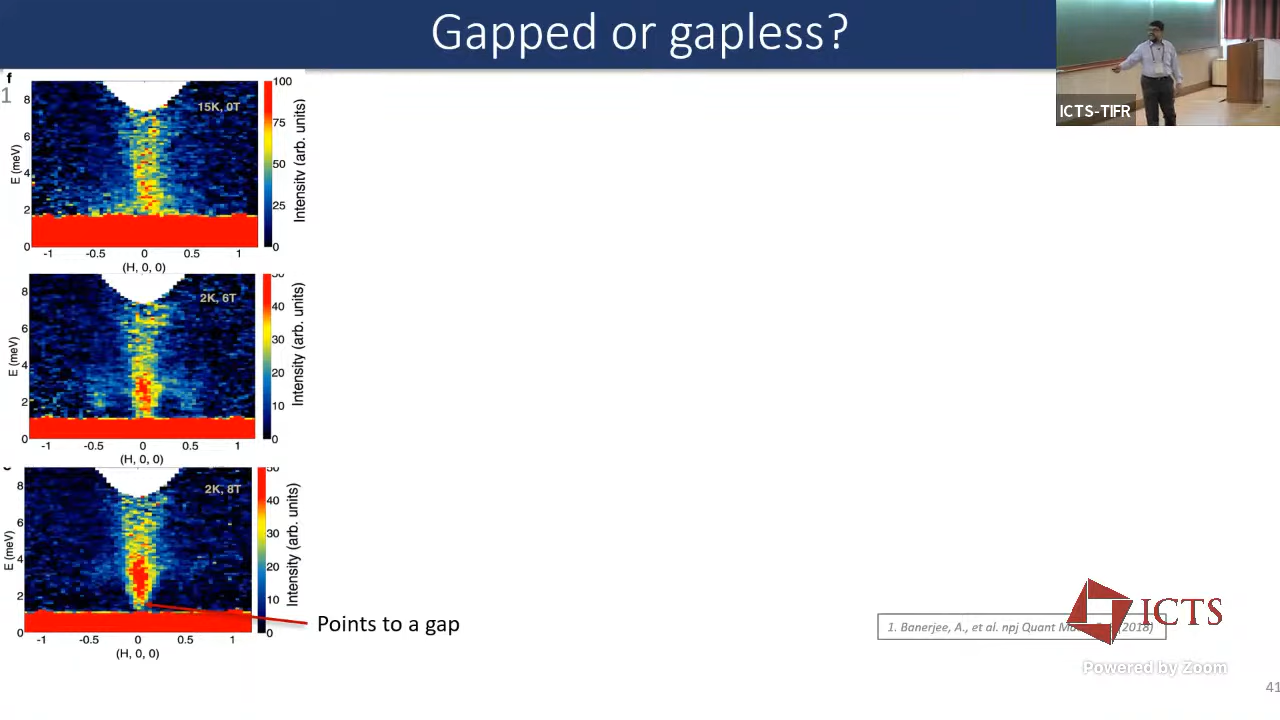 Gapped or gapless?
ICTS-TIFR
f
1
15K, 0T
E (meV)
8
6
4
2
0
-1 -0.5 0 0.5 1
(H, 0, 0)
100
75
50
25
0
Intensity (arb. units)
2K, 6T
E (meV)
8
6
4
2
0
-1 -0.5 0 0.5 1
(H, 0, 0)
40
30
20
10
0
Intensity (arb. units)
2K, 8T
E (meV)
8
6
4
2
0
-1 0 0.5 1
-0.5
(H, 0, 0)
40
30
20
10
0
Intensity (arb. units)
Points to a gap
1. Banerjee, A., et al. npj Quant (2018)
ICTS
Powered by Zoom
41